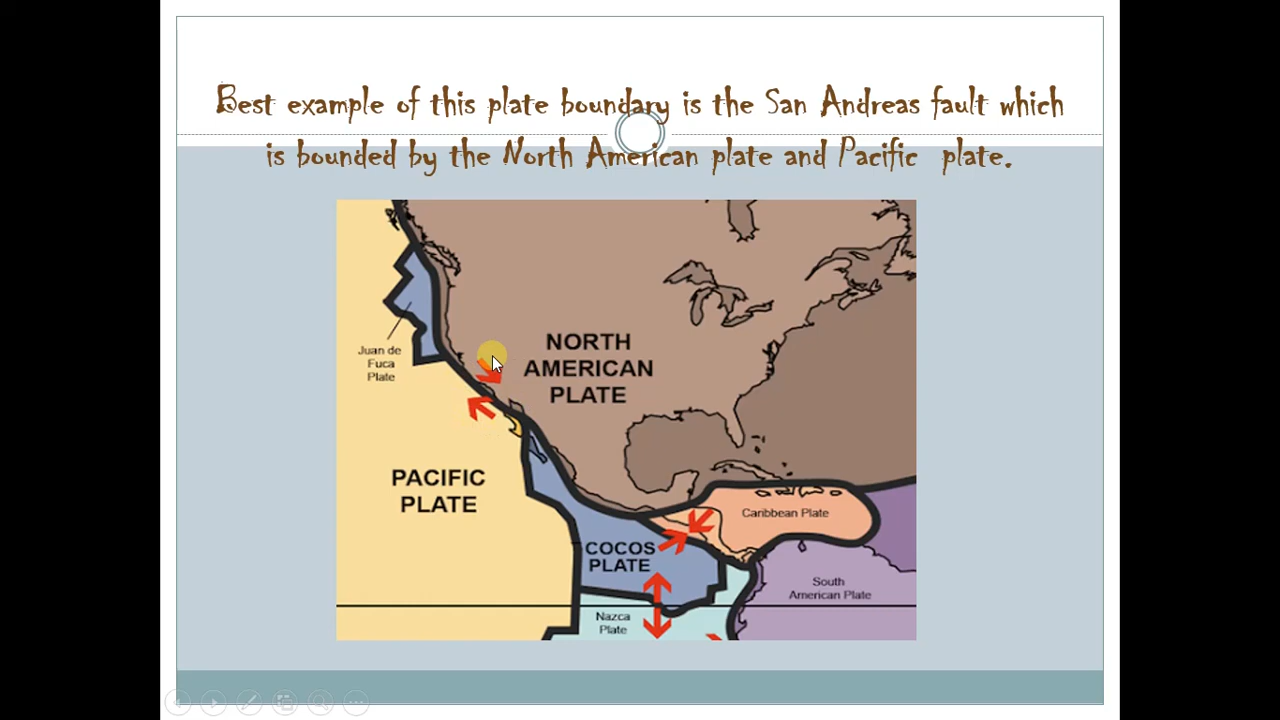 Best example of this plate boundary is the San Andreas fault which
is bounded by the North American plate and Pacific plate.
NORTH
AMERICAN
PLATE
Juan de
Fuca
Plate
PACIFIC
PLATE
Caribbean Plate
COCOS
PLATE
South
American Plate
Nazca
Plate